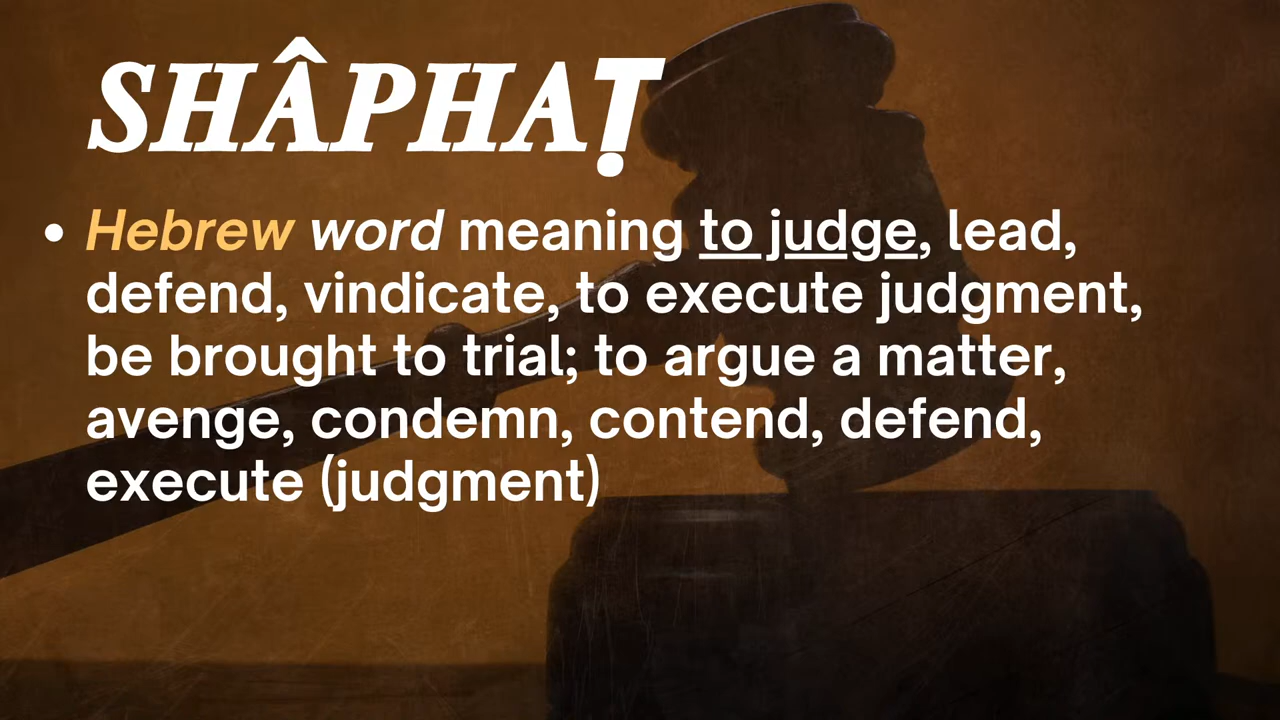 SHÂPHAṬ
• Hebrew word meaning to judge, lead,
defend, vindicate, to execute judgment,
be brought to trial; to argue a matter,
avenge, condemn, contend, defend,
execute (judgment)